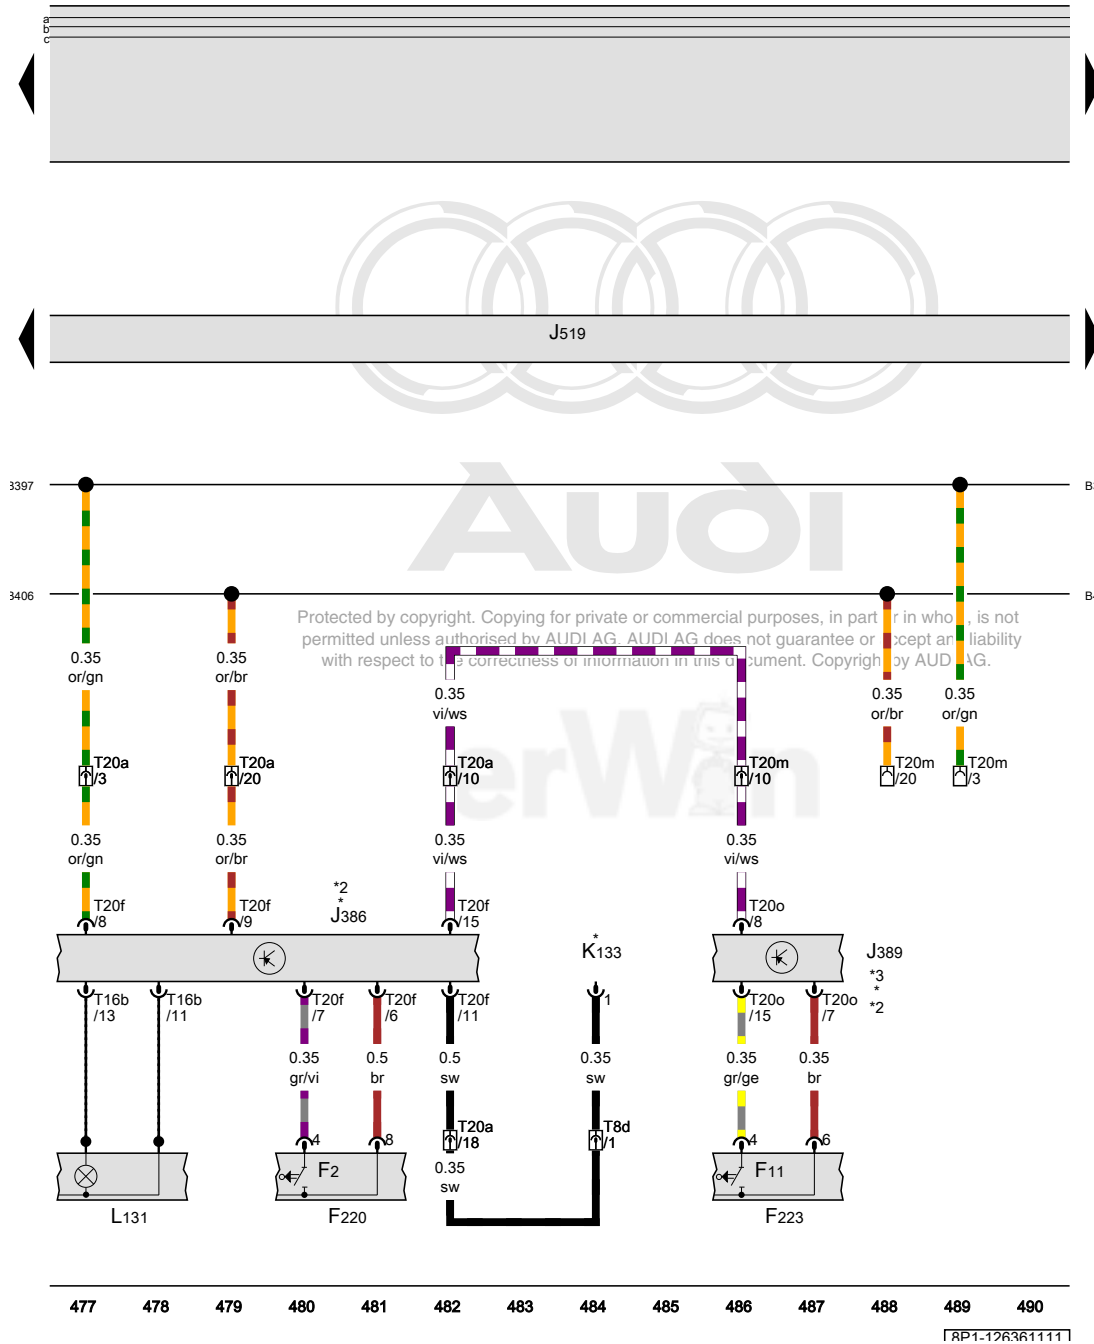 a
b
c
J519
Audi
3397
B
3406
B4
Protected by copyright. Copying for private or commercial purposes, in part or in whole, is not
permitted unless authorised by AUDI AG. AUDI AG does not guarantee or accept any liability
with respect to the correctness of information in this document. Copyright by AUDI AG.
erWin
0.35 0.35 0.35 0.35 0.35
or/gn or/br vi/ws or/br or/gn
T20a T20a T20a T20m T20m T20m
/3 /20 /10 /10 /20 /3
0.35 0.35 0.35 0.35
or/gn or/br vi/ws vi/ws
*2
*
T20f T20f J386 T20f T20o
/8 /9 /15 /8
*
K133 J389
*3
*
*2
T16b T16b T20f T20f T20f 1 T20o T20o
/13 /11 /7 /6 /11 /15 /7
0.35 0.5 0.5 0.35 0.35 0.35
gr/vi br sw sw gr/ge br
T20a T8d
/18 /1
4 8 4 6
0.35
sw
F2 F11
L131 F220 F223
477 478 479 480 481 482 483 484 485 486 487 488 489 490
8P1-126361111